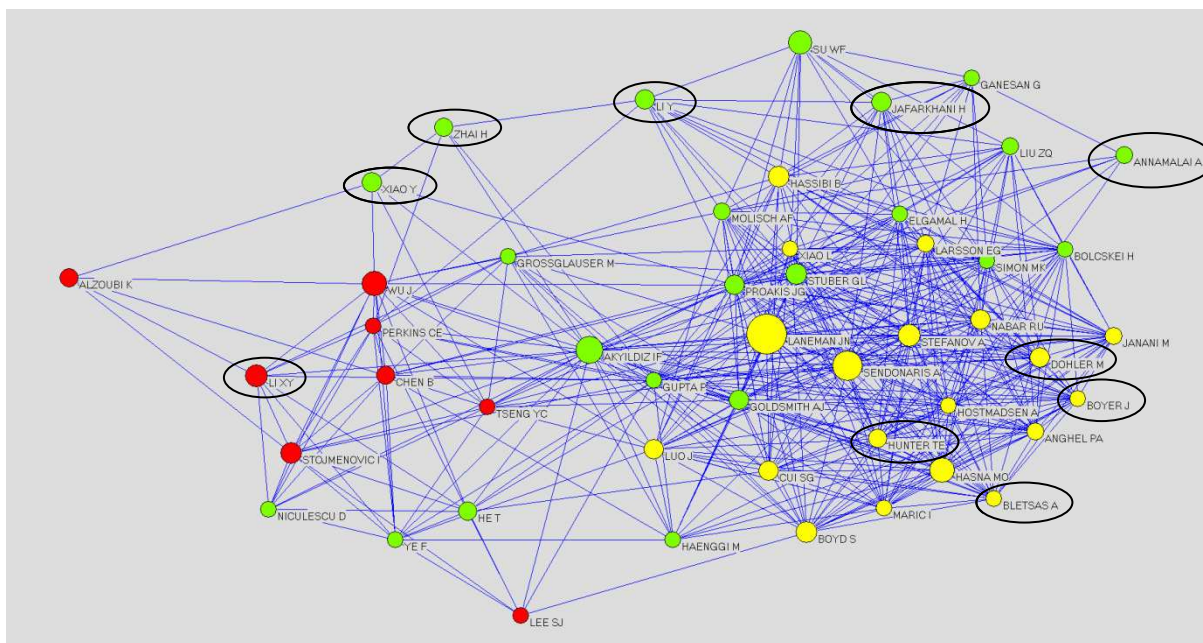 SU WF
GANESAN G
LI Y
JAFARKHANI H
ZHAI H
LIU ZQ
ANNAMALAI A
XIAO Y
HASSIBI B
MOLISCH AF
ELGAMAL H
LARSSON EG
XIAO L
BOLCSKEI H
GROSSGLAUSER M
SIMON MK
STUBER GL
ALZOUBI K
WU J
PROAKIS JG
NABAR RU
PERKINS CE
LANEMAN JN
STEFANOV A
JANANI M
AKYILDIZ IF
DOHLER M
SENDONARIS A
LI XY
CHEN B
GUPTA P
BOYER J
TSENG YC
GOLDSMITH AJ
HOSTMADSEN A
ANGHEL PA
HUNTER TE
LUO J
STOJMENOVIC I
CUI SG
HASNA MO
BLETSAS A
NICULESCU D
HE T
MARIC I
YE F
HAENGGI M
BOYD S
LEE SJ